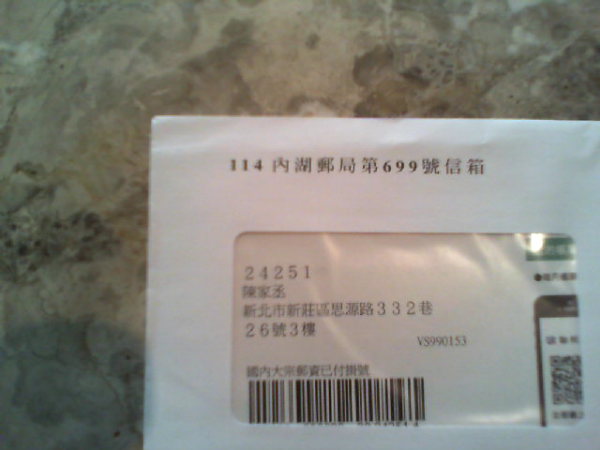 114 內湖郵局第699號信箱
24251
陳家丞
新北市新莊區思源路332巷
26號3樓
VS990153
國內大宗郵資已付掛號